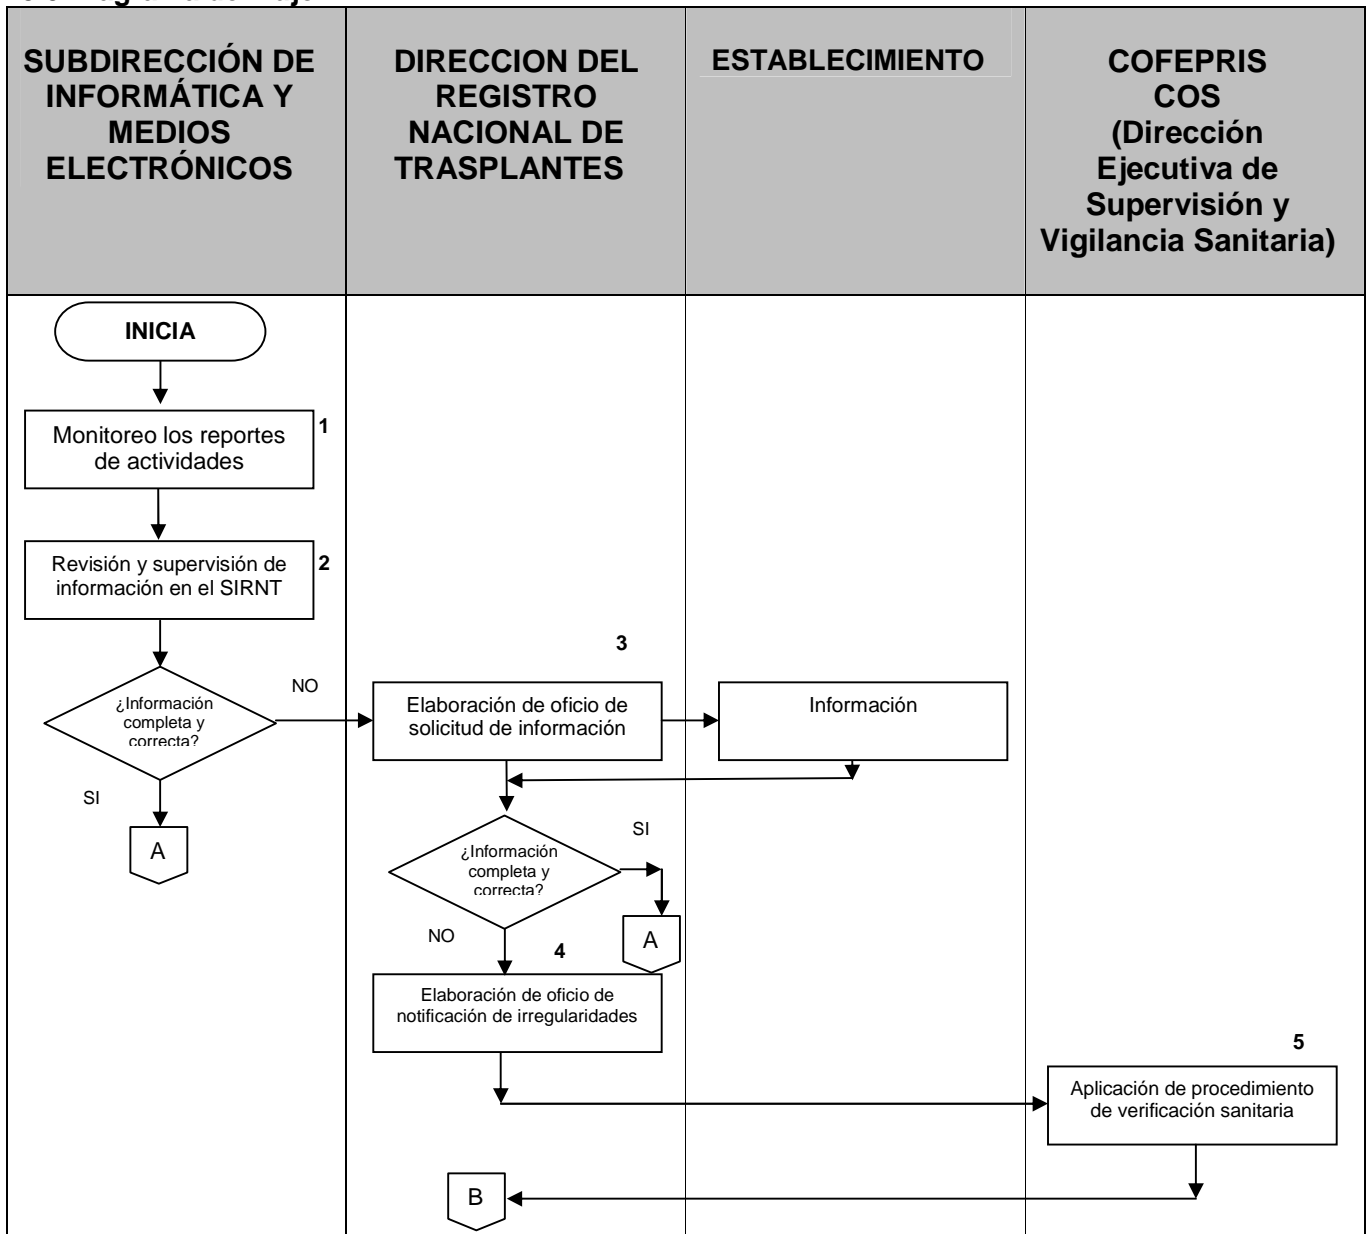 SUBDIRECCIÓN DE
INFORMÁTICA Y
MEDIOS
ELECTRÓNICOS
DIRECCION DEL
REGISTRO
NACIONAL DE
TRASPLANTES
ESTABLECIMIENTO
COFEPRIS
COS
(Dirección
Ejecutiva de
Supervisión y
Vigilancia Sanitaria)
INICIA
Monitoreo los reportes
de actividades
1
Revisión y supervisión de
información en el SIRNT
2
¿Información
completa y
correcta?
NO
SI
A
3
Elaboración de oficio de
solicitud de información
Información
¿Información
completa y
correcta?
SI
A
NO
4
Elaboración de oficio de
notificación de irregularidades
5
Aplicación de procedimiento
de verificación sanitaria
B